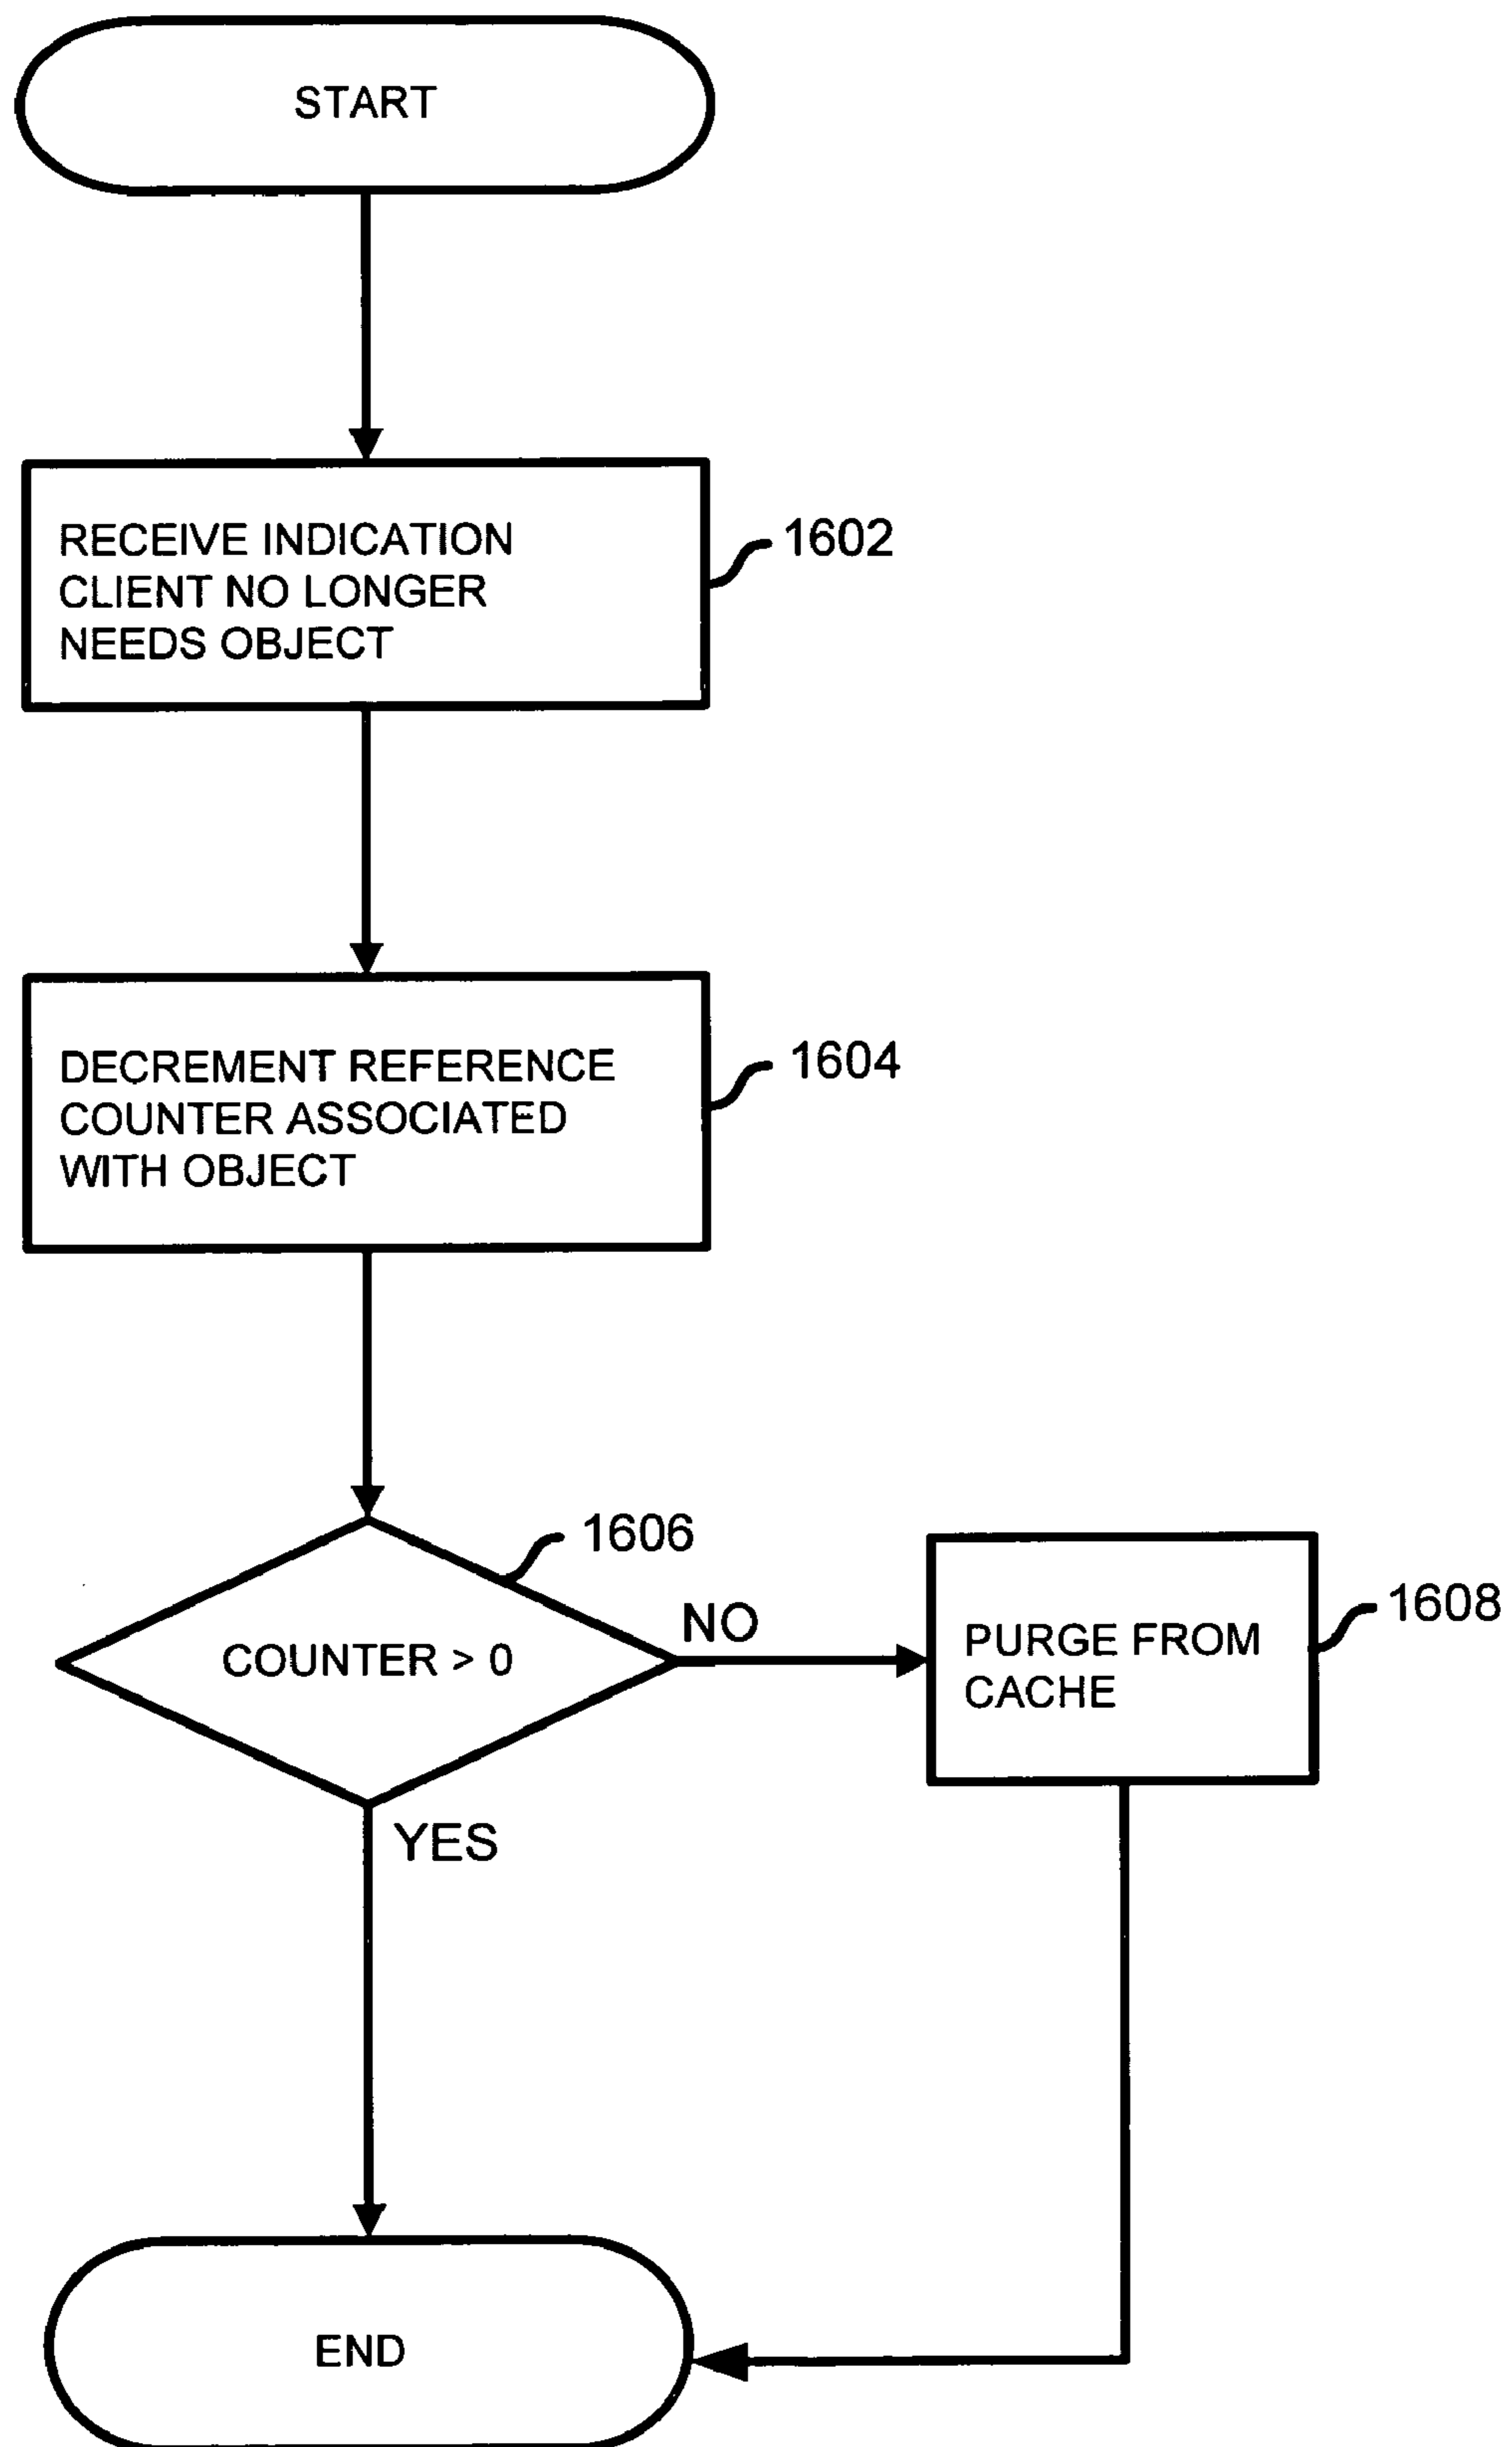 START
RECEIVE INDICATION
CLIENT NO LONGER
NEEDS OBJECT
1602
DECREMENT REFERENCE
COUNTER ASSOCIATED
WITH OBJECT
1604
1606
COUNTER > 0
NO
PURGE FROM
CACHE
1608
YES
END